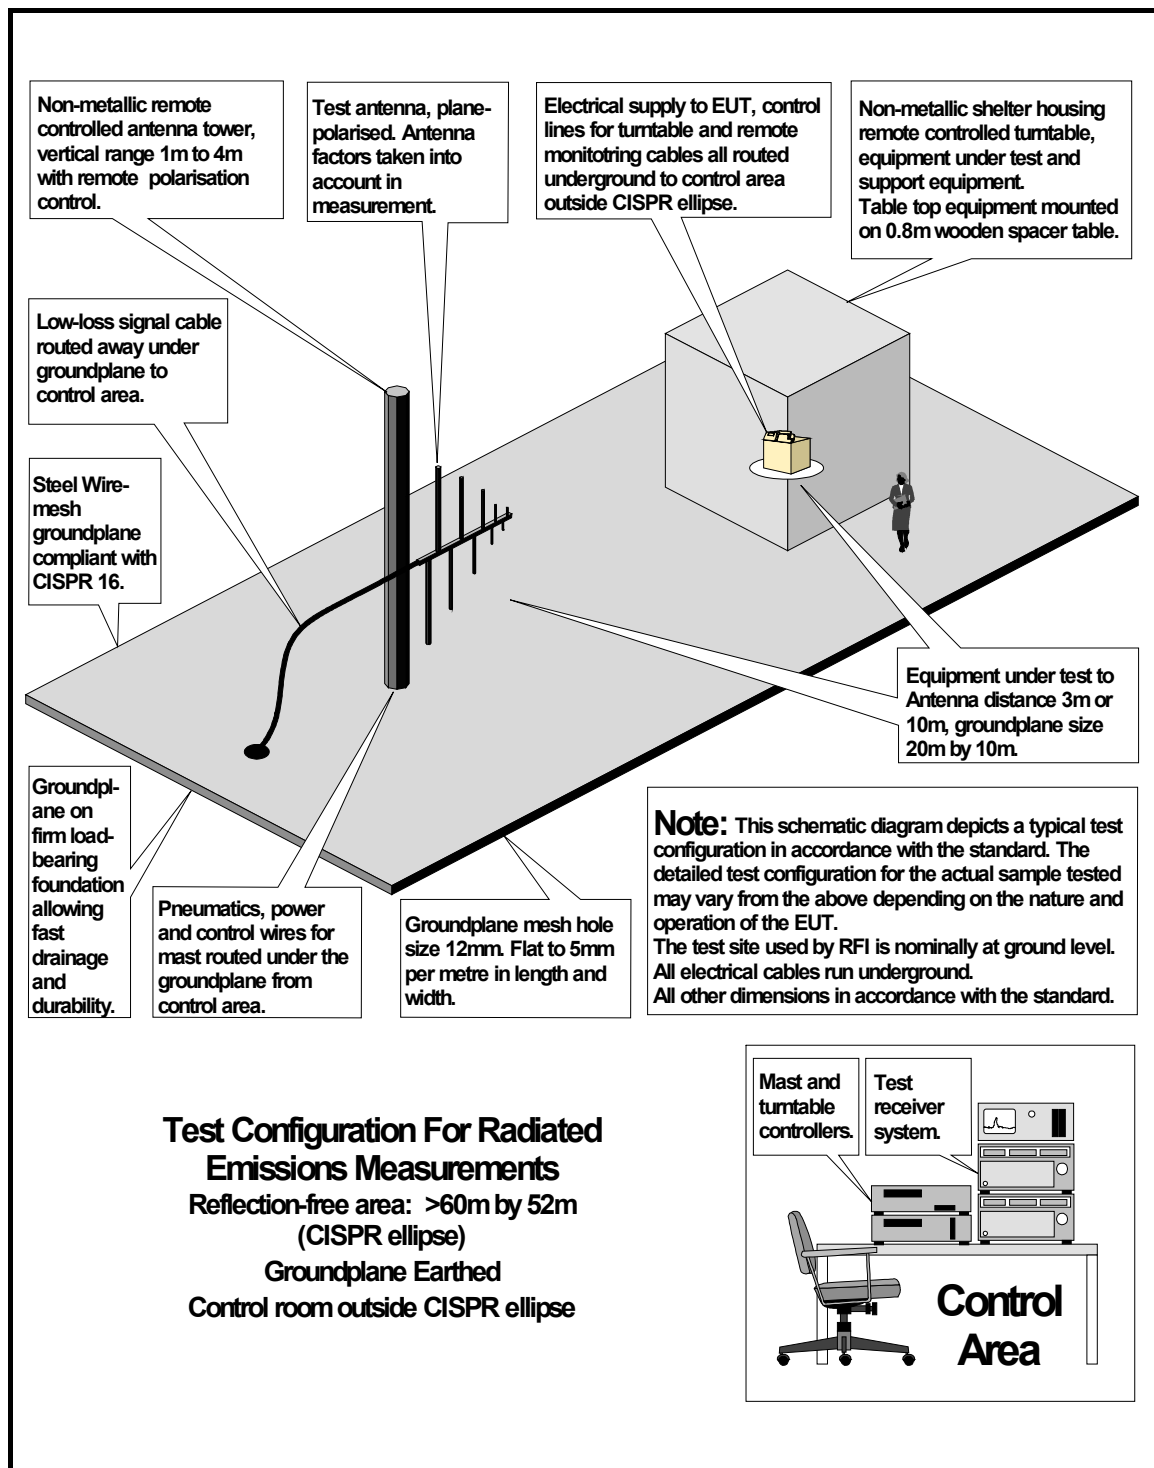 Non-metallic remote
controlled antenna tower,
vertical range 1m to 4m
with remote polarisation
control.
Test antenna, plane-
polarised. Antenna
factors taken into
account in
measurement.
Electrical supply to EUT, control
lines for turntable and remote
monitotring cables all routed
underground to control area
outside CISPR ellipse.
Non-metallic shelter housing
remote controlled turntable,
equipment under test and
support equipment.
Table top equipment mounted
on 0.8m wooden spacer table.
Low-loss signal cable
routed away under
groundplane to
control area.
Steel Wire-
mesh
groundplane
compliant with
CISPR 16.
Equipment under test to
Antenna distance 3m or
10m, groundplane size
20m by 10m.
Groundpl-
ane on
firm load-
bearing
foundation
allowing
fast
drainage
and
durability.
Pneumatics, power
and control wires for
mast routed under the
groundplane from
control area.
Groundplane mesh hole
size 12mm. Flat to 5mm
per metre in length and
width.
Note: This schematic diagram depicts a typical test
configuration in accordance with the standard. The
detailed test configuration for the actual sample tested
may vary from the above depending on the nature and
operation of the EUT.
The test site used by RFI is nominally at ground level.
All electrical cables run underground.
All other dimensions in accordance with the standard.
Test Configuration For Radiated
Emissions Measurements
Reflection-free area: >60m by 52m
(CISPR ellipse)
Groundplane Earthed
Control room outside CISPR ellipse
Mast and
turntable
controllers.
Test
receiver
system.
Control
Area